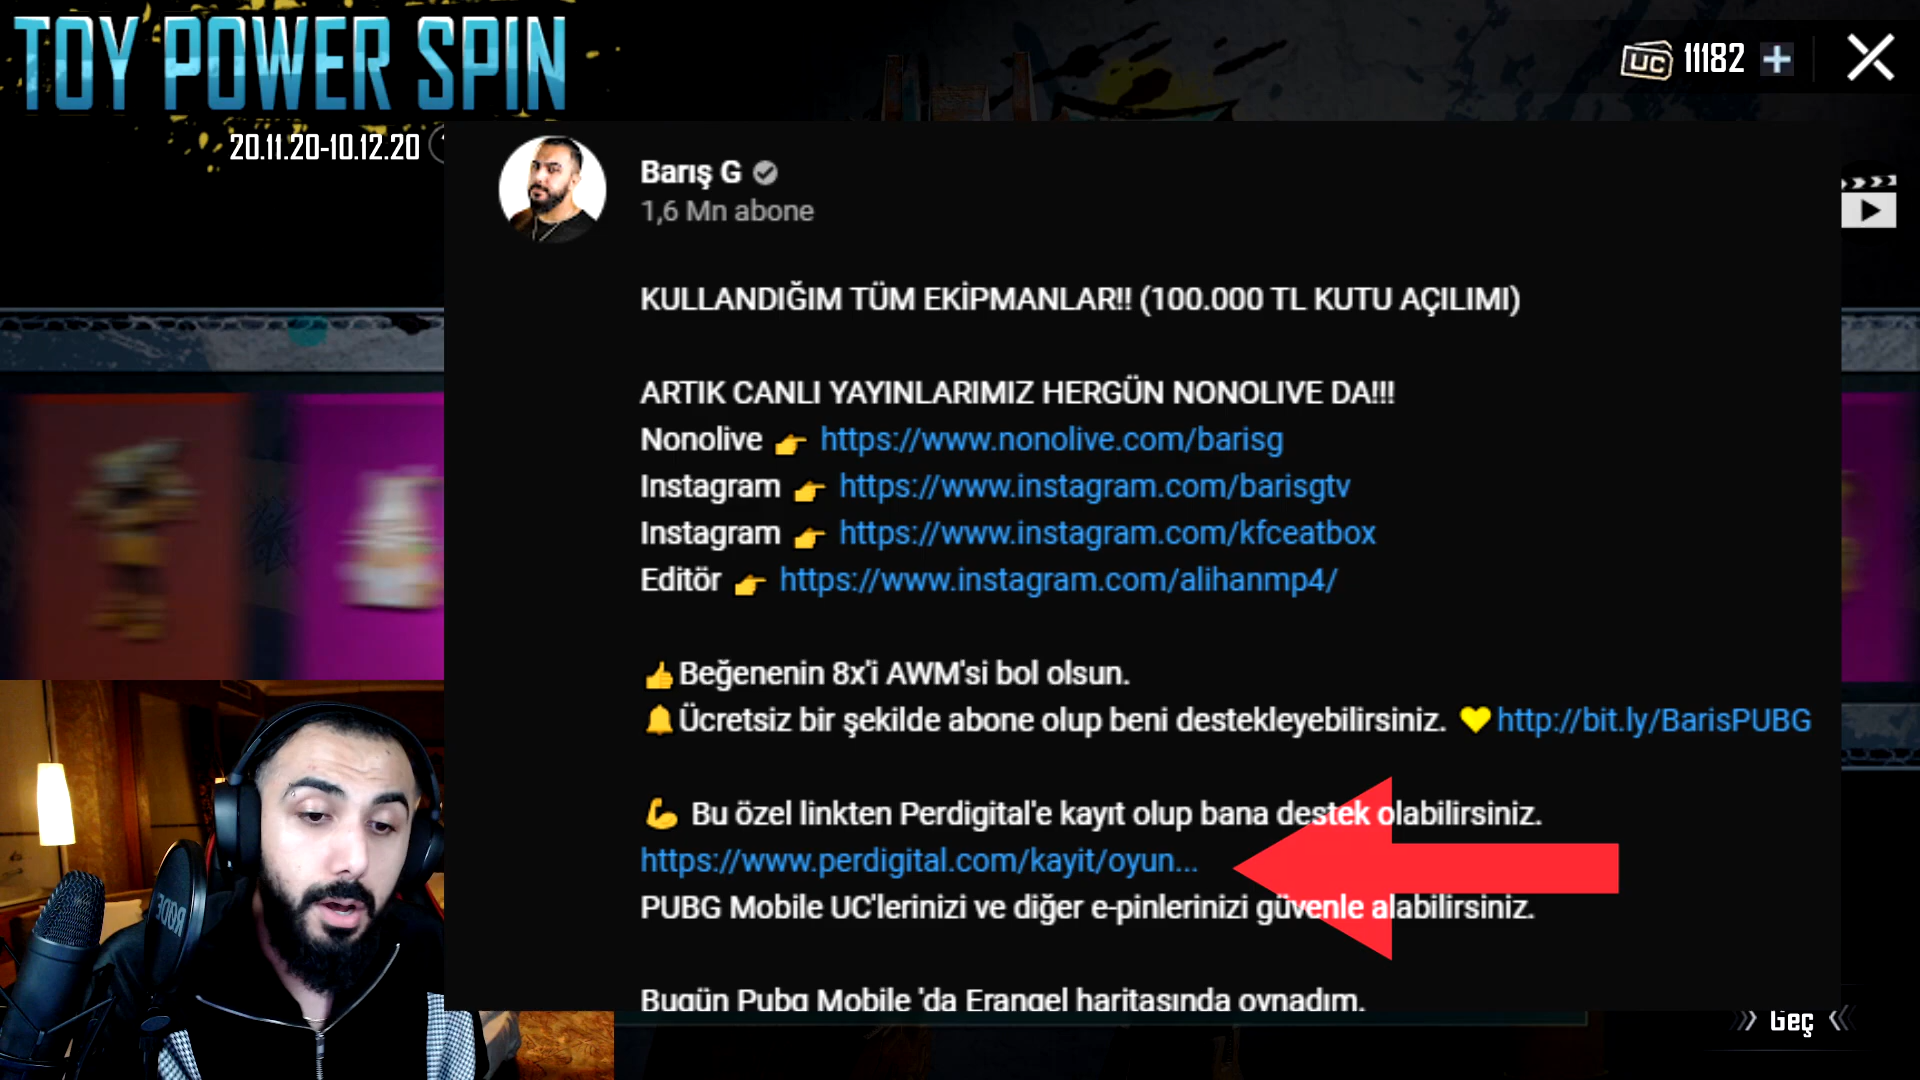 TOY POWER SPIN
20.11.20-10.12.20
UC 11182
Barış G
1,6 Mn abone
KULLANDIĞIM TÜM EKİPMANLAR!! (100.000 TL KUTU AÇILIMI)
ARTIK CANLI YAYINLARIMIZ HERGÜN NONOLIVE DA!!!
Nonolive 👉 https://www.nonolive.com/barisg
Instagram 👉 https://www.instagram.com/barisgtv
Instagram 👉 https://www.instagram.com/kfceatbox
Editör 👉 https://www.instagram.com/alihanmp4/
👍Beğenenin 8x'i AWM'si bol olsun.
🔔Ücretsiz bir şekilde abone olup beni destekleyebilirsiniz. 💛http://bit.ly/BarisPUBG
💪 Bu özel linkten Perdigital'e kayıt olup bana destek olabilirsiniz.
https://www.perdigital.com/kayit/oyun...
PUBG Mobile UC'lerinizi ve diğer e-pinlerinizi güvenle alabilirsiniz.
Bugün Pubg Mobile 'da Erangel haritasında oynadım.
Geç
RODE